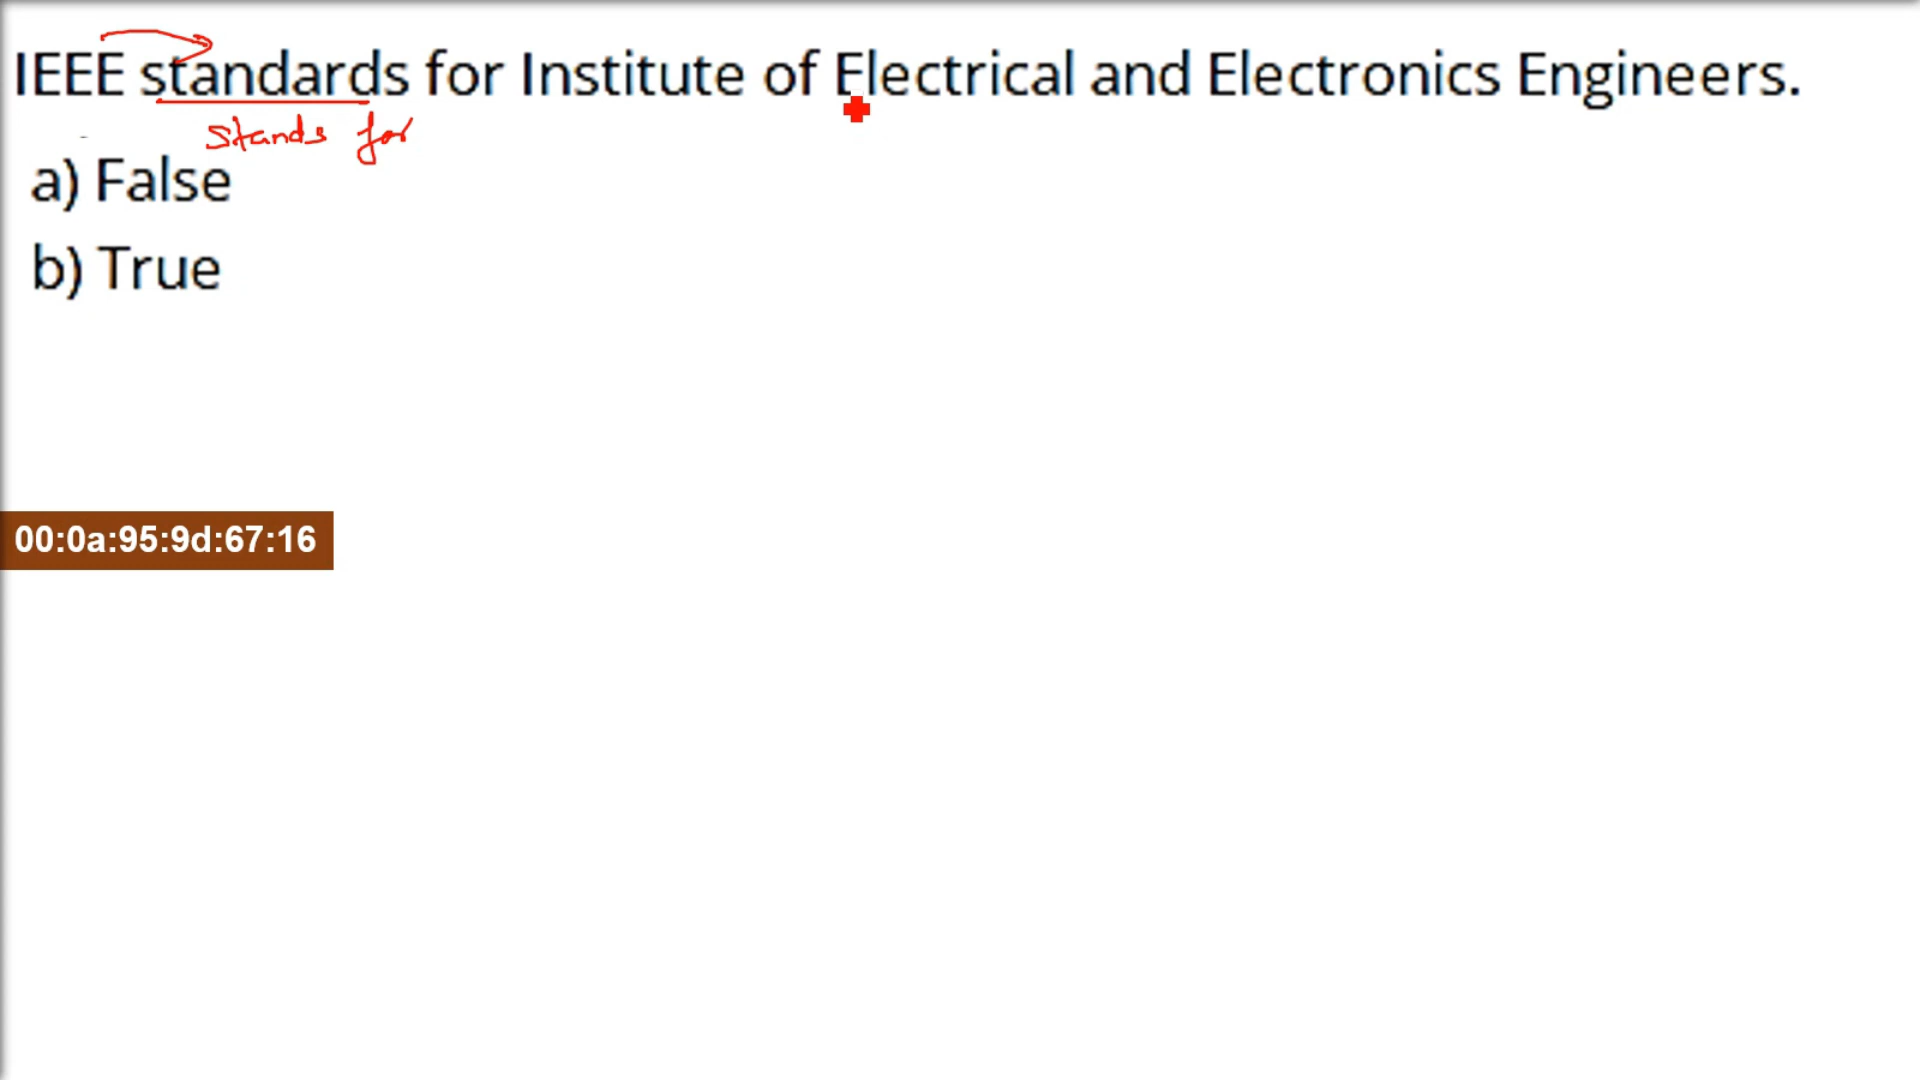 IEEE standards for Institute of Electrical and Electronics Engineers.
stands for
a) False
b) True
00:0a:95:9d:67:16